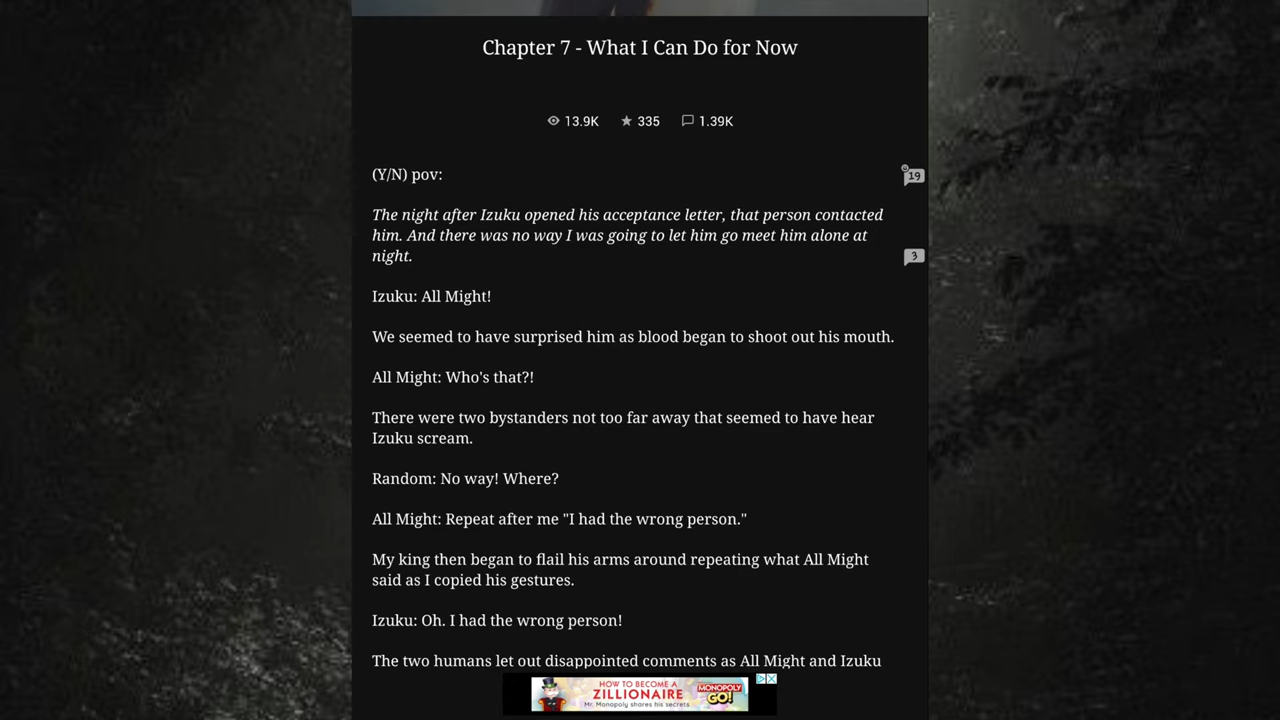 Chapter 7 - What I Can Do for Now
13.9K 335 1.39K
(Y/N) pov:
19
The night after Izuku opened his acceptance letter, that person contacted
him. And there was no way I was going to let him go meet him alone at
night.
3
Izuku: All Might!
We seemed to have surprised him as blood began to shoot out his mouth.
All Might: Who's that?!
There were two bystanders not too far away that seemed to have hear
Izuku scream.
Random: No way! Where?
All Might: Repeat after me "I had the wrong person."
My king then began to flail his arms around repeating what All Might
said as I copied his gestures.
Izuku: Oh. I had the wrong person!
The two humans let out disappointed comments as All Might and Izuku
HOW TO BECOME A
ZILLIONAIRE
Mr. Monopoly shares his secrets
MONOPOLY
GO!